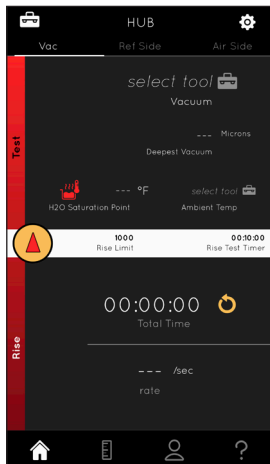 HUB
Vac Ref Side Air Side
select tool
Vacuum
Test
--- Microns
Deepest Vacuum
--- °F select tool
H2O Saturation Point Ambient Temp
1000 00:10:00
Rise Limit Rise Test Timer
00:00:00
Total Time
Rise
--- /sec
rate
?